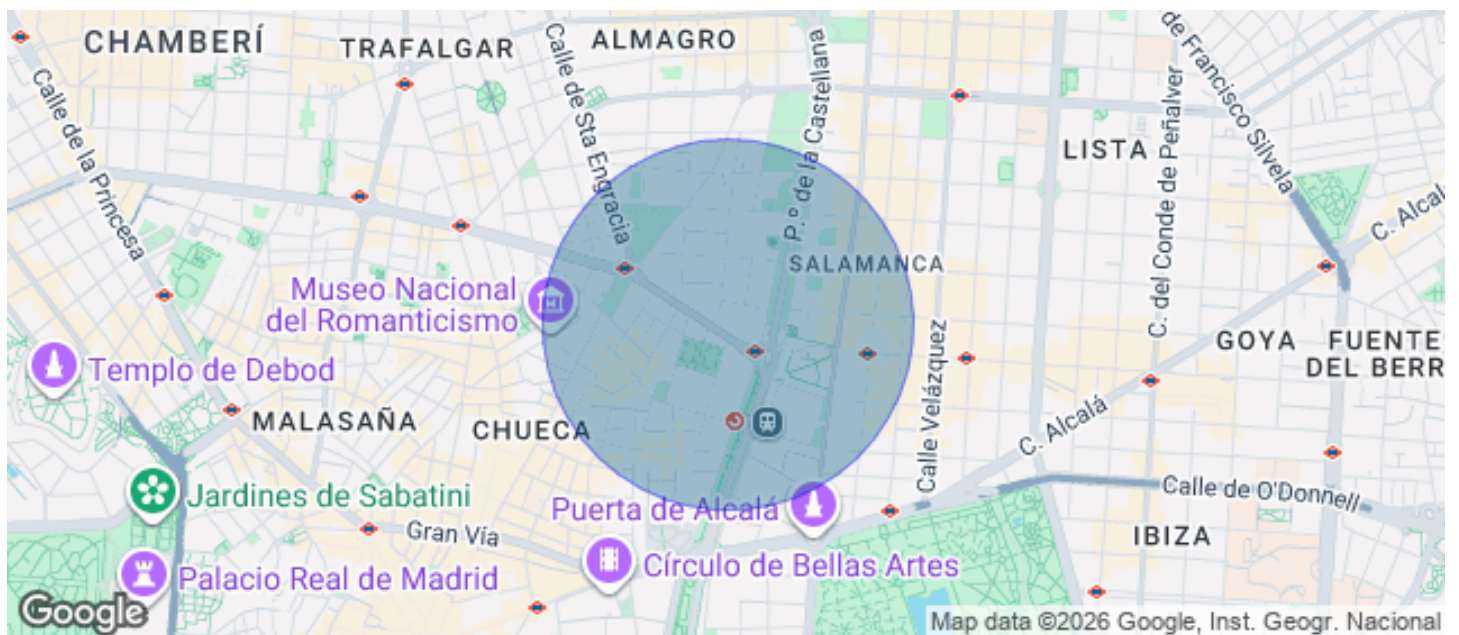 CHAMBERÍ
TRAFALGAR
ALMAGRO
Calle de Sta Engracia
P.º de la Castellana
de Francisco Silvela
C. del Conde de Peñalver
LISTA
Calle de la Princesa
C. Alcal
SALAMANCA
Museo Nacional
del Romanticismo
Calle Velázquez
GOYA
FUENTE
DEL BERR
Templo de Debod
MALASAÑA
CHUECA
C. Alcalá
Jardines de Sabatini
Puerta de Alcalá
Calle de O'Donnell
Gran Vía
IBIZA
Círculo de Bellas Artes
Palacio Real de Madrid
Google
Map data ©2026 Google, Inst. Geogr. Nacional